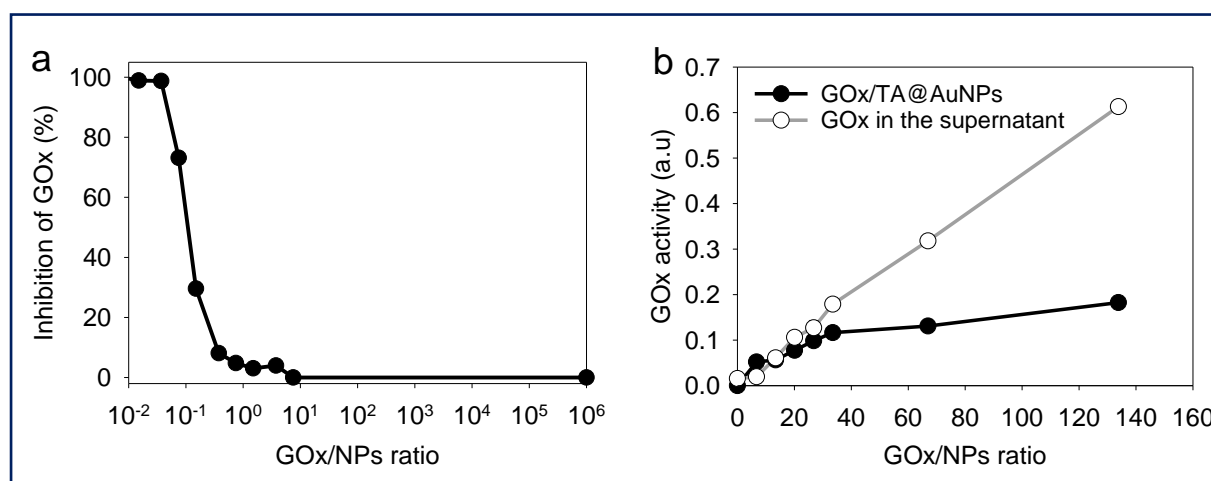 a
Inhibition of GOx (%)
100
80
60
40
20
0
10⁻² 10⁻¹ 10⁰ 10¹ 10² 10³ 10⁴ 10⁵ 10⁶
GOx/NPs ratio
b
GOx activity (a.u)
0.7
0.6
0.5
0.4
0.3
0.2
0.1
0.0
GOx/TA@AuNPs
GOx in the supernatant
0 20 40 60 80 100 120 140 160
GOx/NPs ratio